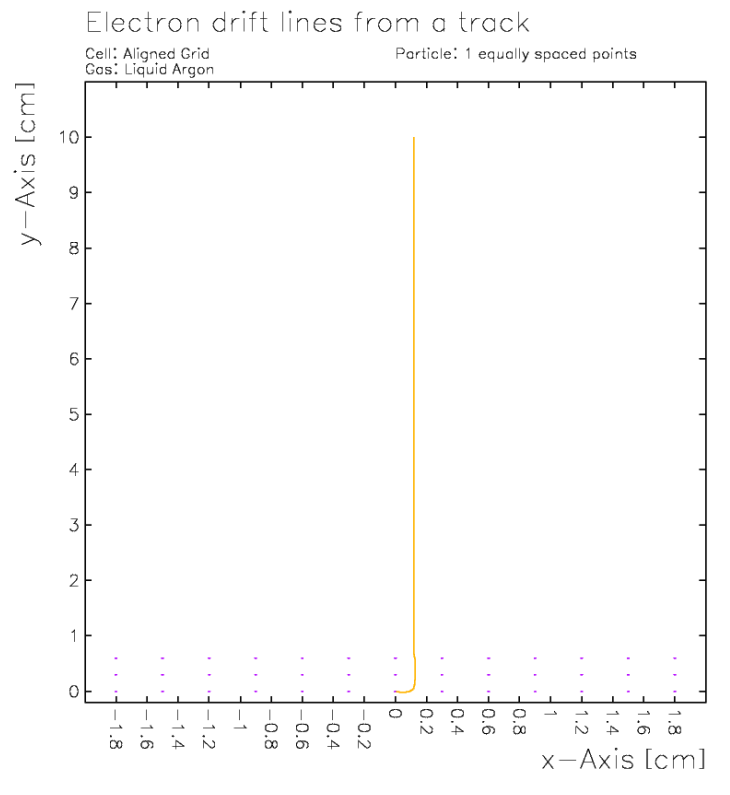 Electron drift lines from a track
Cell: Aligned Grid
Particle: 1 equally spaced points
Gas: Liquid Argon
y-Axis [cm]
10
9
8
7
6
5
4
3
2
1
0
-1.8 -1.6 -1.4 -1.2 -1 -0.8 -0.6 -0.4 -0.2 0 0.2 0.4 0.6 0.8 1 1.2 1.4 1.6 1.8
x-Axis [cm]